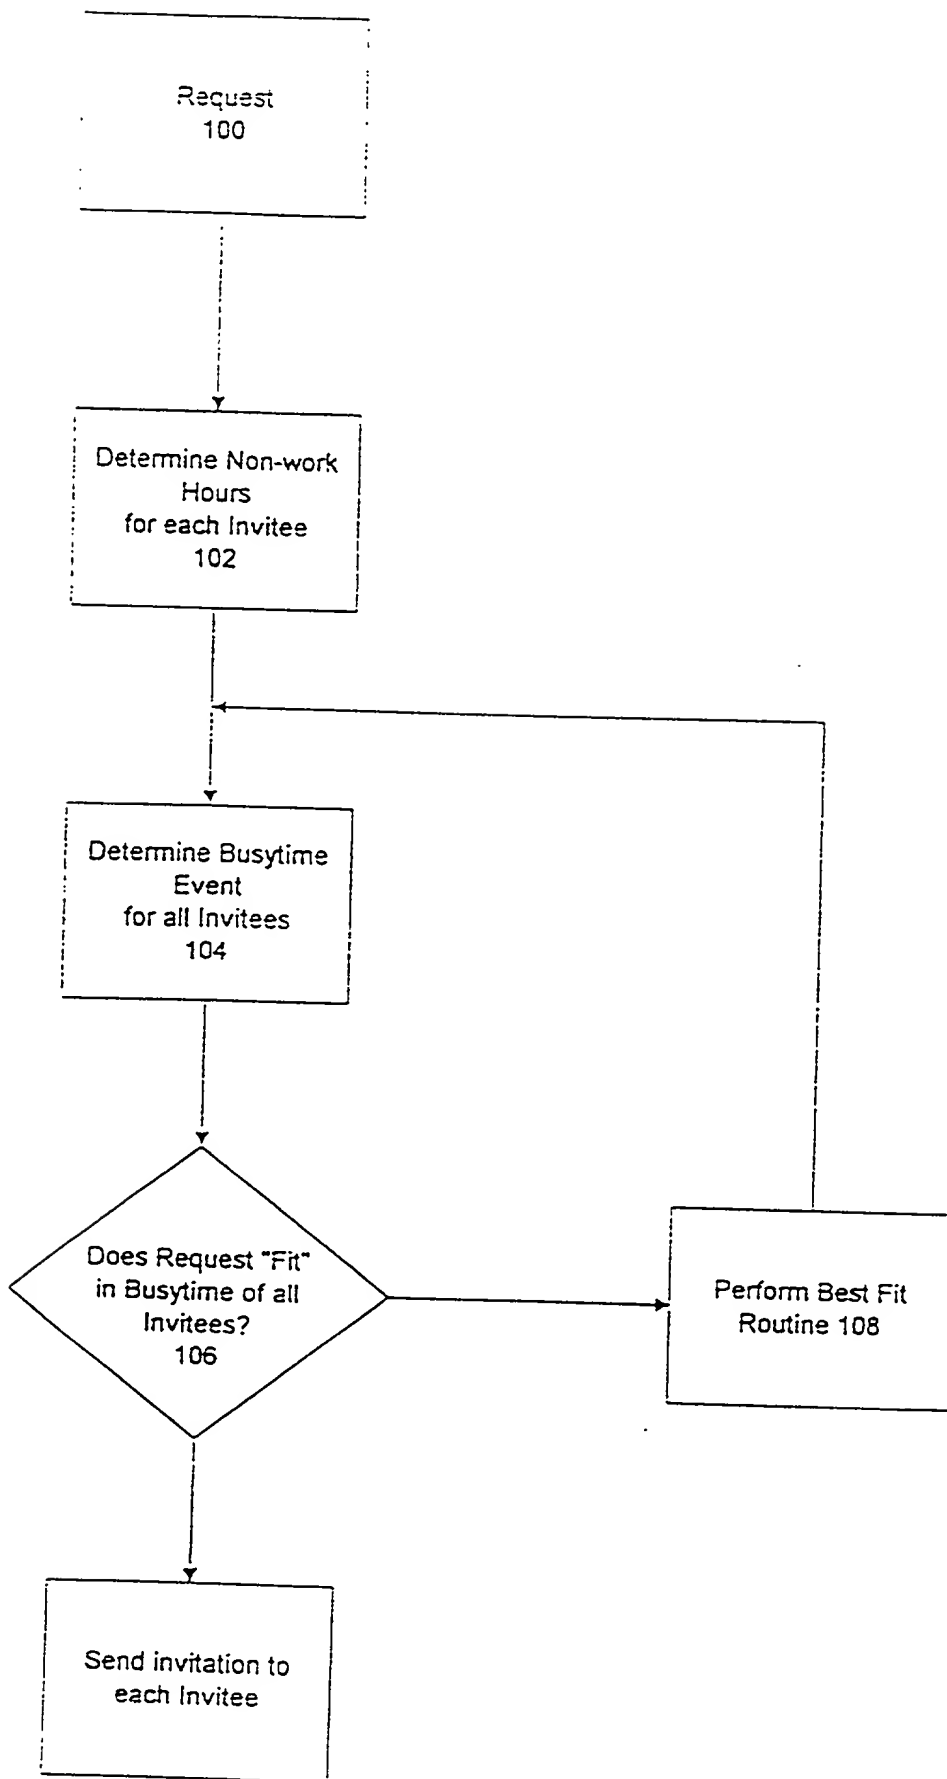 Request
100
Determine Non-work
Hours
for each Invitee
102
Determine Busytime
Event
for all Invitees
104
Does Request "Fit"
in Busytime of all
Invitees?
106
Perform Best Fit
Routine 108
Send invitation to
each Invitee